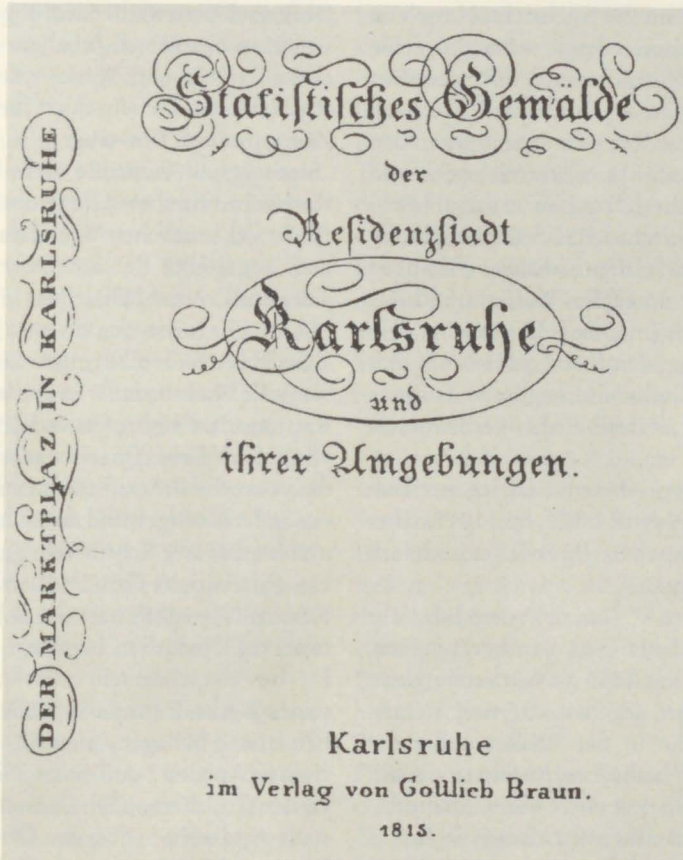 Statistisches Gemälde
der
Residenzstadt
Karlsruhe
und
ihrer Umgebungen.
Karlsruhe
im Verlag von Gottlieb Braun.
1815.
DER MARKTPLAZ IN KARLSRUHE